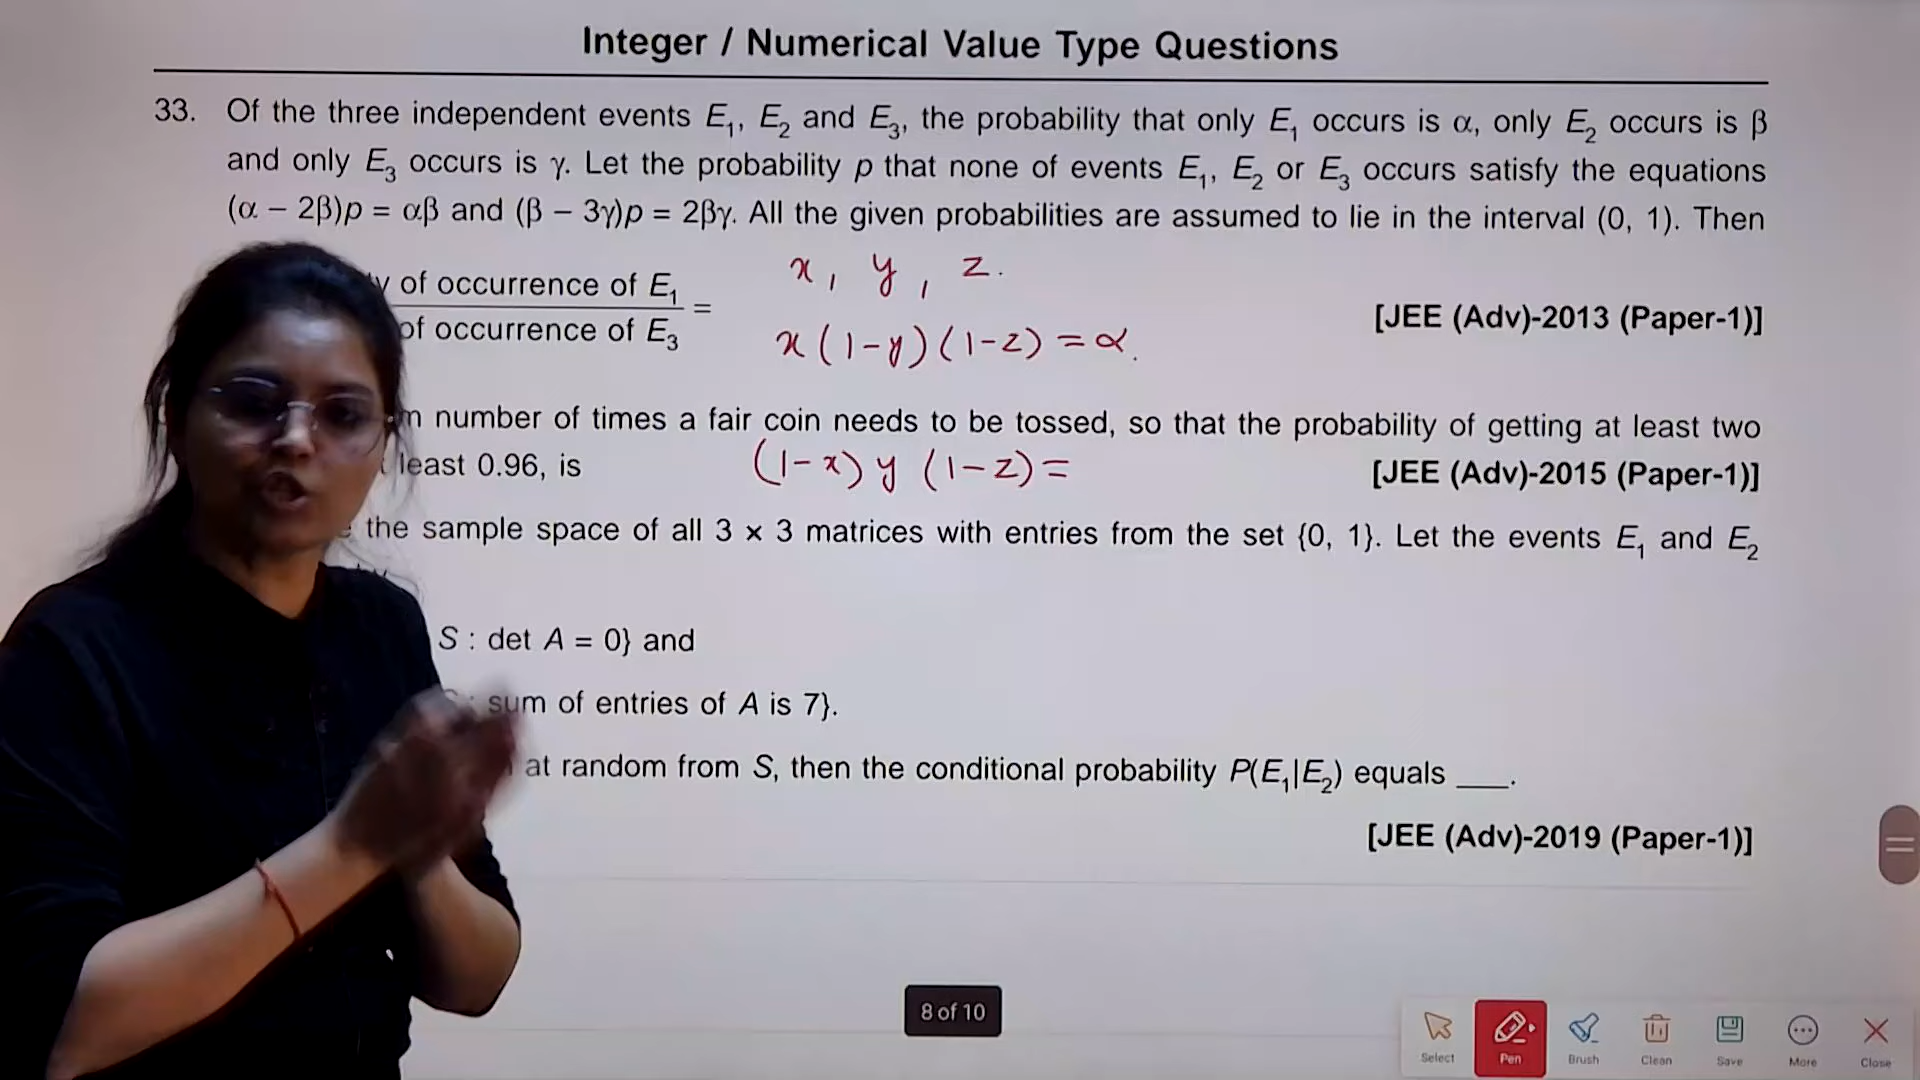 Integer / Numerical Value Type Questions
33. Of the three independent events E₁, E₂ and E₃, the probability that only E₁ occurs is α, only E₂ occurs is β
and only E₃ occurs is γ. Let the probability p that none of events E₁, E₂ or E₃ occurs satisfy the equations
(α – 2β)p = αβ and (β – 3γ)p = 2βγ. All the given probabilities are assumed to lie in the interval (0, 1). Then
of occurrence of E₁
of occurrence of E₃
=
x, y, z.
[JEE (Adv)-2013 (Paper-1)]
x(1-y)(1-z) = α.
number of times a fair coin needs to be tossed, so that the probability of getting at least two
least 0.96, is
(1-x) y (1-z) =
[JEE (Adv)-2015 (Paper-1)]
the sample space of all 3 × 3 matrices with entries from the set {0, 1}. Let the events E₁ and E₂
S : det A = 0} and
: sum of entries of A is 7}.
at random from S, then the conditional probability P(E₁|E₂) equals ___.
[JEE (Adv)-2019 (Paper-1)]
8 of 10
Select Pen Brush Clean Save More Close